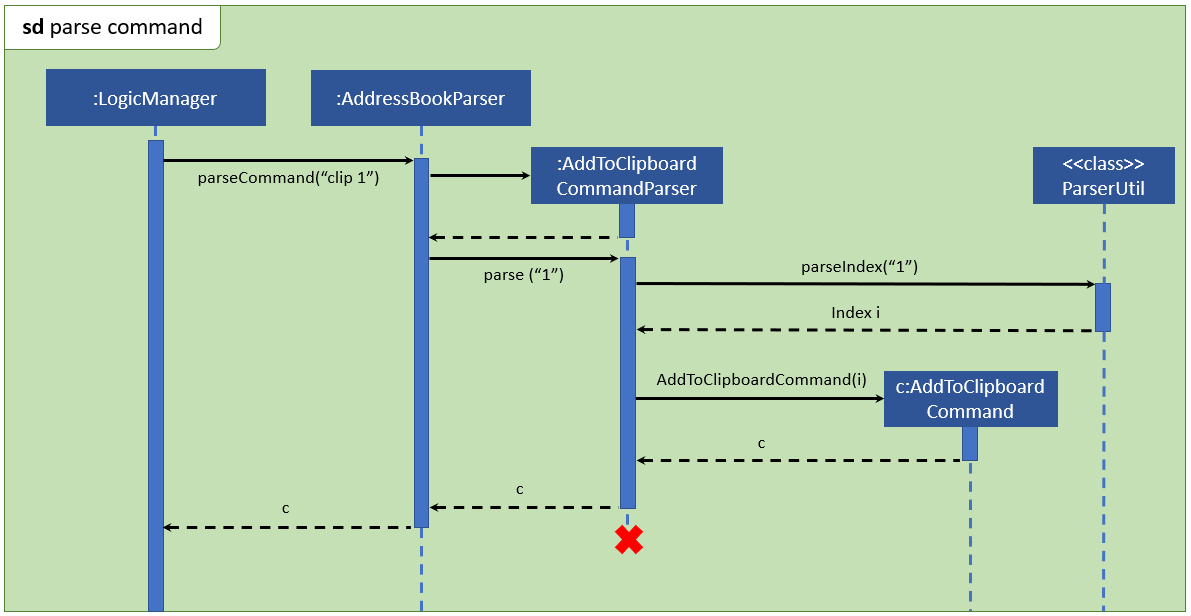 sd parse command
:LogicManager
:AddressBookParser
:AddToClipboard
CommandParser
<<class>>
ParserUtil
parseCommand(“clip 1”)
parse (“1”)
parseIndex(“1”)
Index i
AddToClipboardCommand(i)
c:AddToClipboard
Command
c
c
c